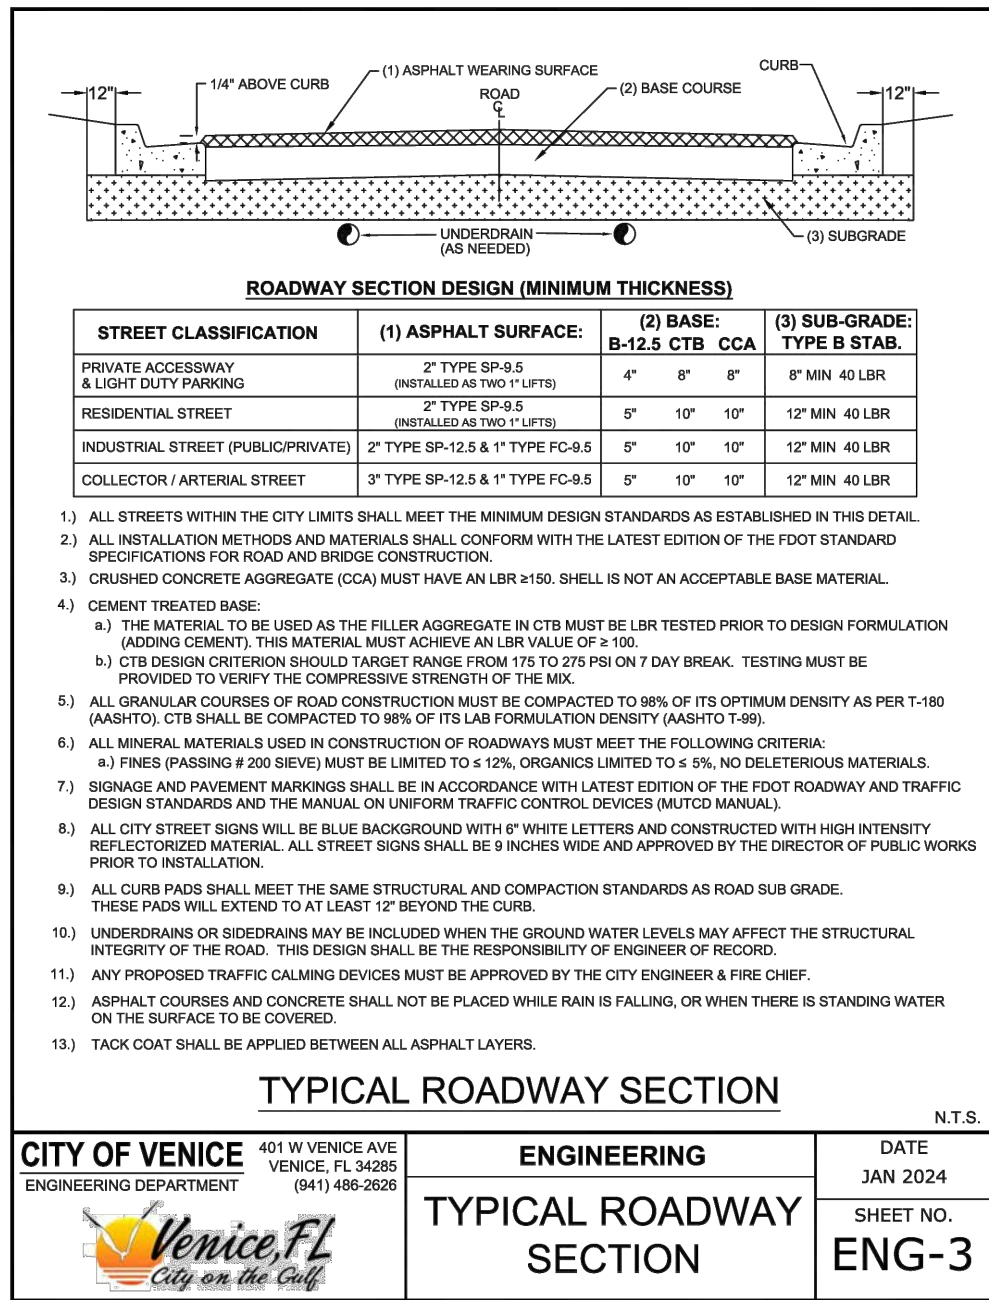 12"
1/4" ABOVE CURB
(1) ASPHALT WEARING SURFACE
ROAD
CL
(2) BASE COURSE
CURB
12"
UNDERDRAIN
(AS NEEDED)
(3) SUBGRADE
ROADWAY SECTION DESIGN (MINIMUM THICKNESS)
STREET CLASSIFICATION (1) ASPHALT SURFACE: (2) BASE: (3) SUB-GRADE:
B-12.5 CTB CCA TYPE B STAB.
PRIVATE ACCESSWAY
& LIGHT DUTY PARKING
2" TYPE SP-9.5
(INSTALLED AS TWO 1" LIFTS)
4" 8" 8" 8" MIN 40 LBR
RESIDENTIAL STREET
2" TYPE SP-9.5
(INSTALLED AS TWO 1" LIFTS)
5" 10" 10" 12" MIN 40 LBR
INDUSTRIAL STREET (PUBLIC/PRIVATE) 2" TYPE SP-12.5 & 1" TYPE FC-9.5 5" 10" 10" 12" MIN 40 LBR
COLLECTOR / ARTERIAL STREET 3" TYPE SP-12.5 & 1" TYPE FC-9.5 5" 10" 10" 12" MIN 40 LBR
1.) ALL STREETS WITHIN THE CITY LIMITS SHALL MEET THE MINIMUM DESIGN STANDARDS AS ESTABLISHED IN THIS DETAIL.
2.) ALL INSTALLATION METHODS AND MATERIALS SHALL CONFORM WITH THE LATEST EDITION OF THE FDOT STANDARD
SPECIFICATIONS FOR ROAD AND BRIDGE CONSTRUCTION.
3.) CRUSHED CONCRETE AGGREGATE (CCA) MUST HAVE AN LBR ≥150. SHELL IS NOT AN ACCEPTABLE BASE MATERIAL.
4.) CEMENT TREATED BASE:
a.) THE MATERIAL TO BE USED AS THE FILLER AGGREGATE IN CTB MUST BE LBR TESTED PRIOR TO DESIGN FORMULATION
(ADDING CEMENT). THIS MATERIAL MUST ACHIEVE AN LBR VALUE OF ≥ 100.
b.) CTB DESIGN CRITERION SHOULD TARGET RANGE FROM 175 TO 275 PSI ON 7 DAY BREAK. TESTING MUST BE
PROVIDED TO VERIFY THE COMPRESSIVE STRENGTH OF THE MIX.
5.) ALL GRANULAR COURSES OF ROAD CONSTRUCTION MUST BE COMPACTED TO 98% OF ITS OPTIMUM DENSITY AS PER T-180
(AASHTO). CTB SHALL BE COMPACTED TO 98% OF ITS LAB FORMULATION DENSITY (AASHTO T-99).
6.) ALL MINERAL MATERIALS USED IN CONSTRUCTION OF ROADWAYS MUST MEET THE FOLLOWING CRITERIA:
a.) FINES (PASSING # 200 SIEVE) MUST BE LIMITED TO ≤ 12%, ORGANICS LIMITED TO ≤ 5%, NO DELETERIOUS MATERIALS.
7.) SIGNAGE AND PAVEMENT MARKINGS SHALL BE IN ACCORDANCE WITH LATEST EDITION OF THE FDOT ROADWAY AND TRAFFIC
DESIGN STANDARDS AND THE MANUAL ON UNIFORM TRAFFIC CONTROL DEVICES (MUTCD MANUAL).
8.) ALL CITY STREET SIGNS WILL BE BLUE BACKGROUND WITH 6" WHITE LETTERS AND CONSTRUCTED WITH HIGH INTENSITY
REFLECTORIZED MATERIAL. ALL STREET SIGNS SHALL BE 9 INCHES WIDE AND APPROVED BY THE DIRECTOR OF PUBLIC WORKS
PRIOR TO INSTALLATION.
9.) ALL CURB PADS SHALL MEET THE SAME STRUCTURAL AND COMPACTION STANDARDS AS ROAD SUB GRADE.
THESE PADS WILL EXTEND TO AT LEAST 12" BEYOND THE CURB.
10.) UNDERDRAINS OR SIDEDRAINS MAY BE INCLUDED WHEN THE GROUND WATER LEVELS MAY AFFECT THE STRUCTURAL
INTEGRITY OF THE ROAD. THIS DESIGN SHALL BE THE RESPONSIBILITY OF ENGINEER OF RECORD.
11.) ANY PROPOSED TRAFFIC CALMING DEVICES MUST BE APPROVED BY THE CITY ENGINEER & FIRE CHIEF.
12.) ASPHALT COURSES AND CONCRETE SHALL NOT BE PLACED WHILE RAIN IS FALLING, OR WHEN THERE IS STANDING WATER
ON THE SURFACE TO BE COVERED.
13.) TACK COAT SHALL BE APPLIED BETWEEN ALL ASPHALT LAYERS.
TYPICAL ROADWAY SECTION
N.T.S.
CITY OF VENICE
ENGINEERING DEPARTMENT
401 W VENICE AVE
VENICE, FL 34285
(941) 486-2626
Venice, FL
City on the Gulf
ENGINEERING
TYPICAL ROADWAY
SECTION
DATE
JAN 2024
SHEET NO.
ENG-3